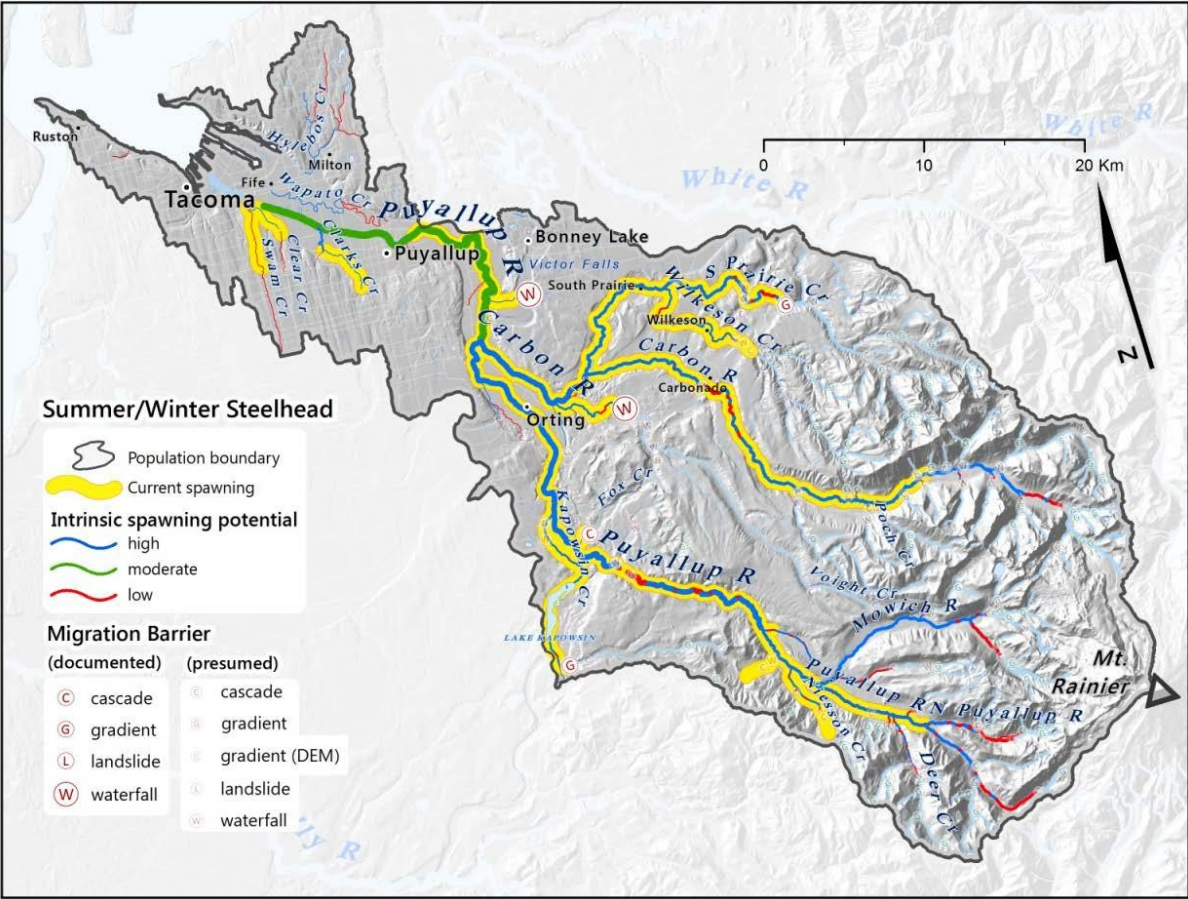 White R
0 10 20 Km
White R
N
Ruston
Hylebos Cr
Milton
Fife
Wapato Cr
Tacoma
Puyallup R
Puyallup
Clarks Cr
Clear Cr
Swam Cr
Bonney Lake
Victor Falls
W
South Prairie
S Prairie Cr
G
Wilkeson Cr
Wilkeson
Carbon R
Carbon R
Carbonado
W
Orting
Fox Cr
Kapowsin Cr
C
Puyallup R
Poch Cr
Voight Cr
Mowich R
LAKE KAPOWSIN
G
Mt.
Rainier
Puyallup R
N Puyallup R
Niesson Cr
Deer Cr
Summer/Winter Steelhead
Population boundary
Current spawning
Intrinsic spawning potential
high
moderate
low
Migration Barrier
(documented) (presumed)
C cascade C cascade
G gradient G gradient
gradient (DEM)
L landslide L landslide
W waterfall W waterfall
lly R